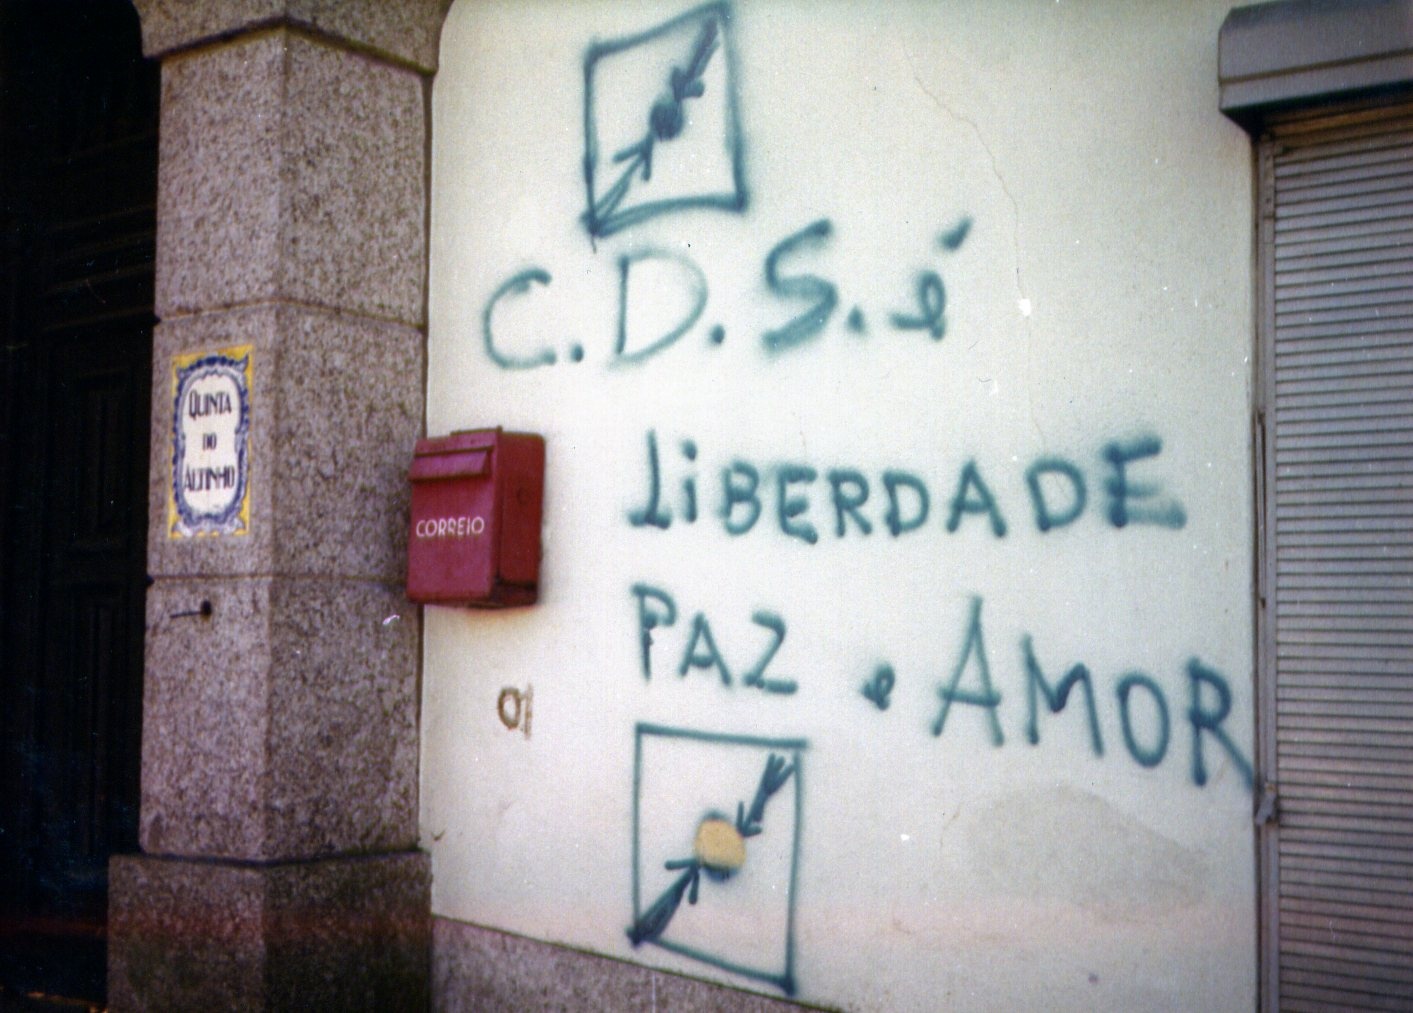 C.D.S. é
LiBERDADE
PAZ e AMOR
QUINTA
DO
ALTINHO
CORREIO